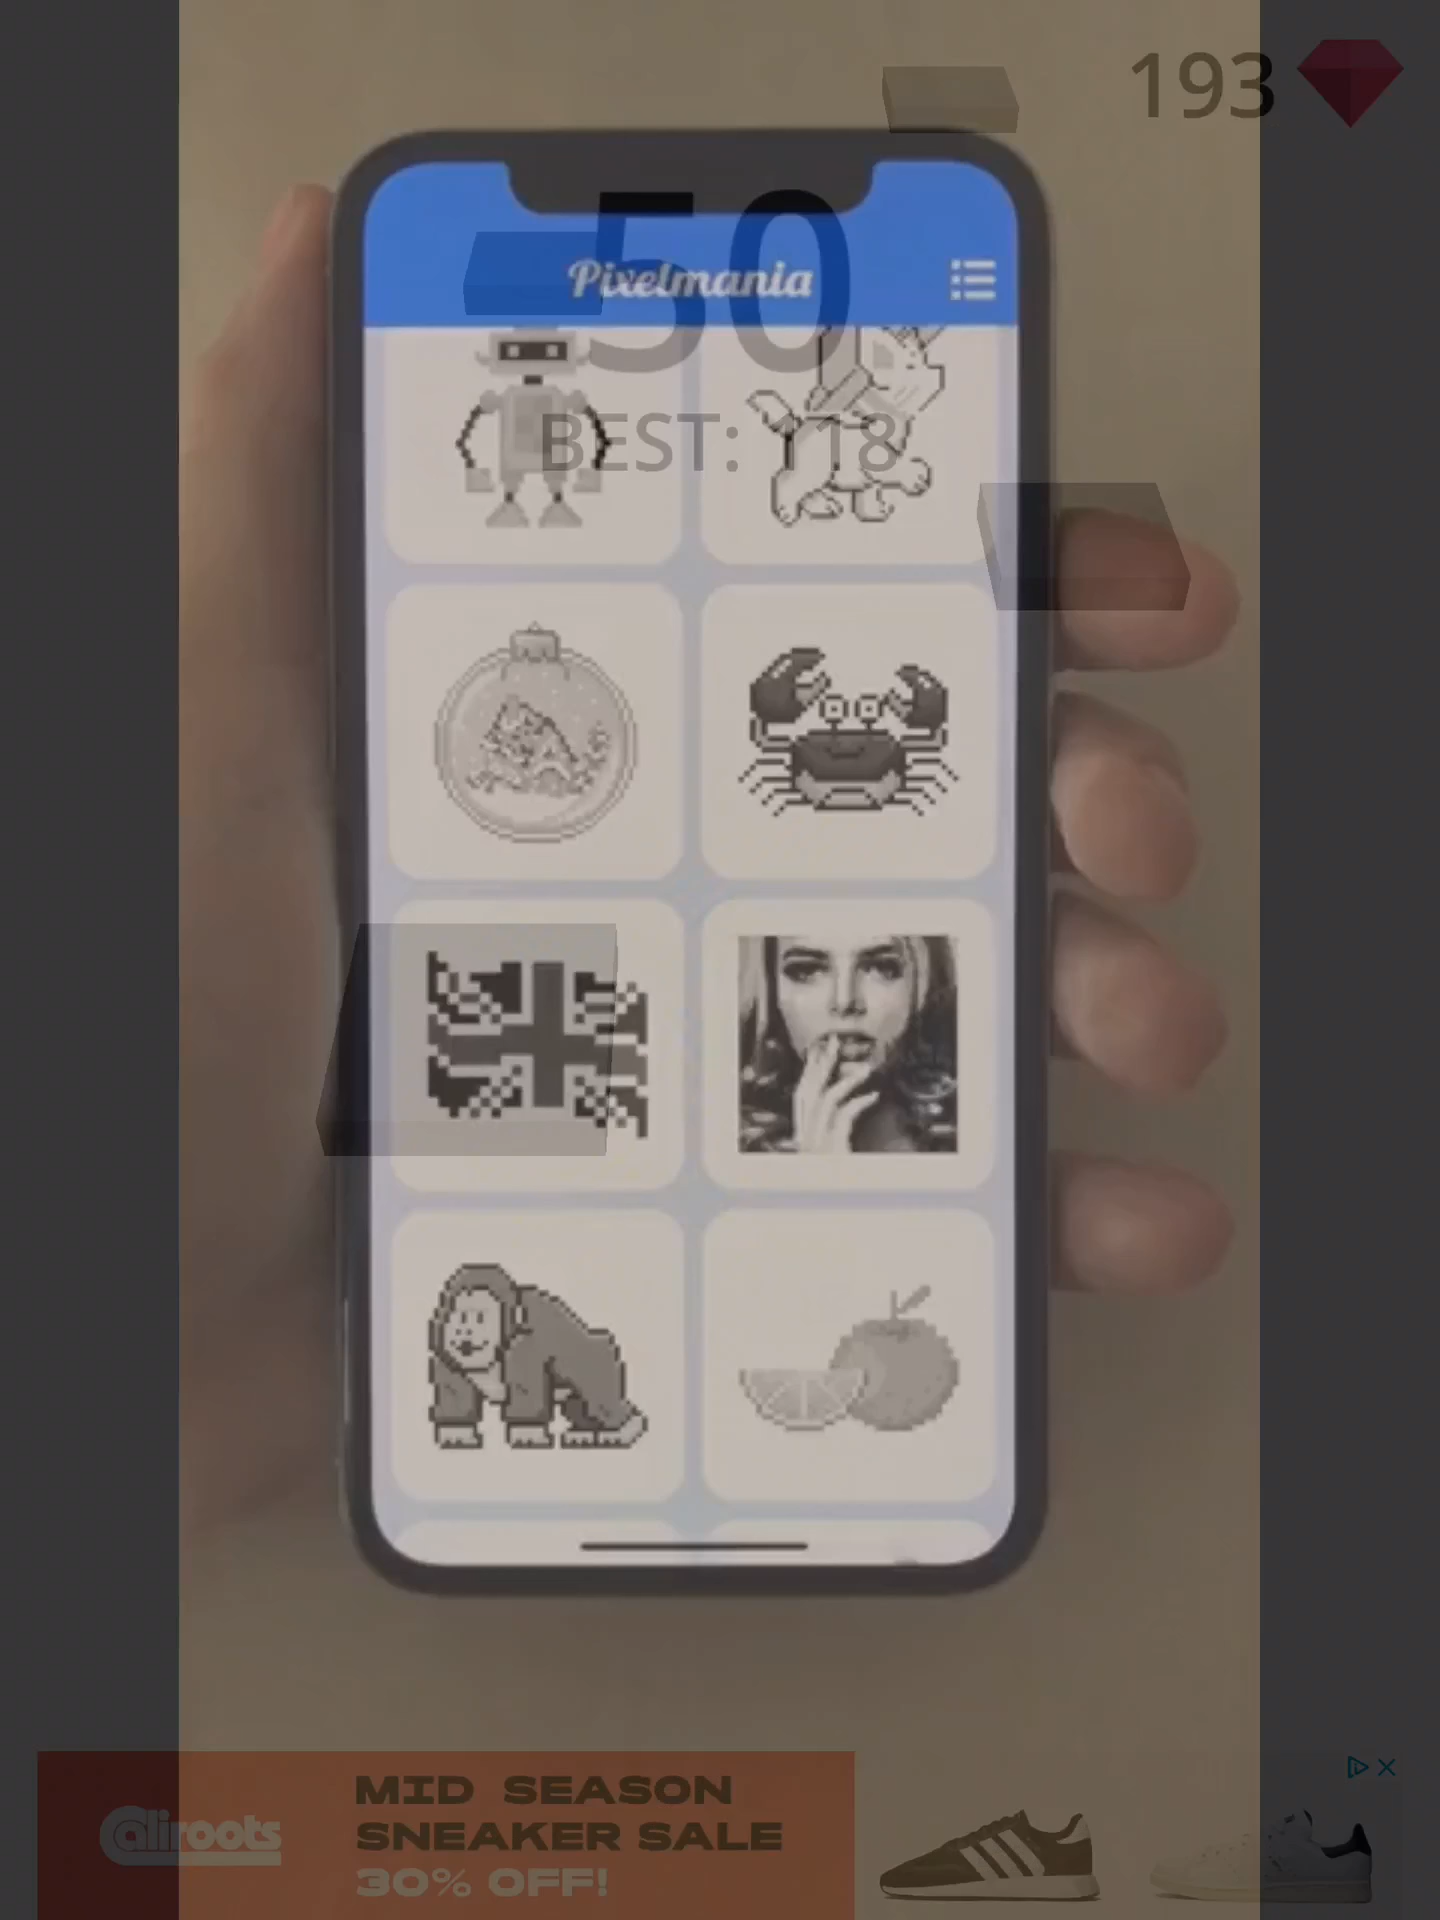 193
50
Pixelmania
BEST: 118
aliroots
MID SEASON
SNEAKER SALE
30% OFF!